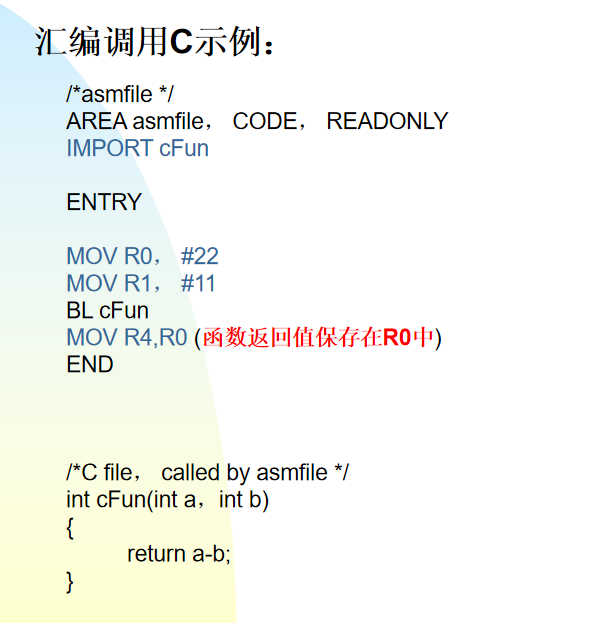 汇编调用C示例：
/*asmfile */
AREA asmfile， CODE， READONLY
IMPORT cFun
ENTRY
MOV R0， #22
MOV R1， #11
BL cFun
MOV R4,R0 (函数返回值保存在R0中)
END
/*C file， called by asmfile */
int cFun(int a，int b)
{
return a-b;
}